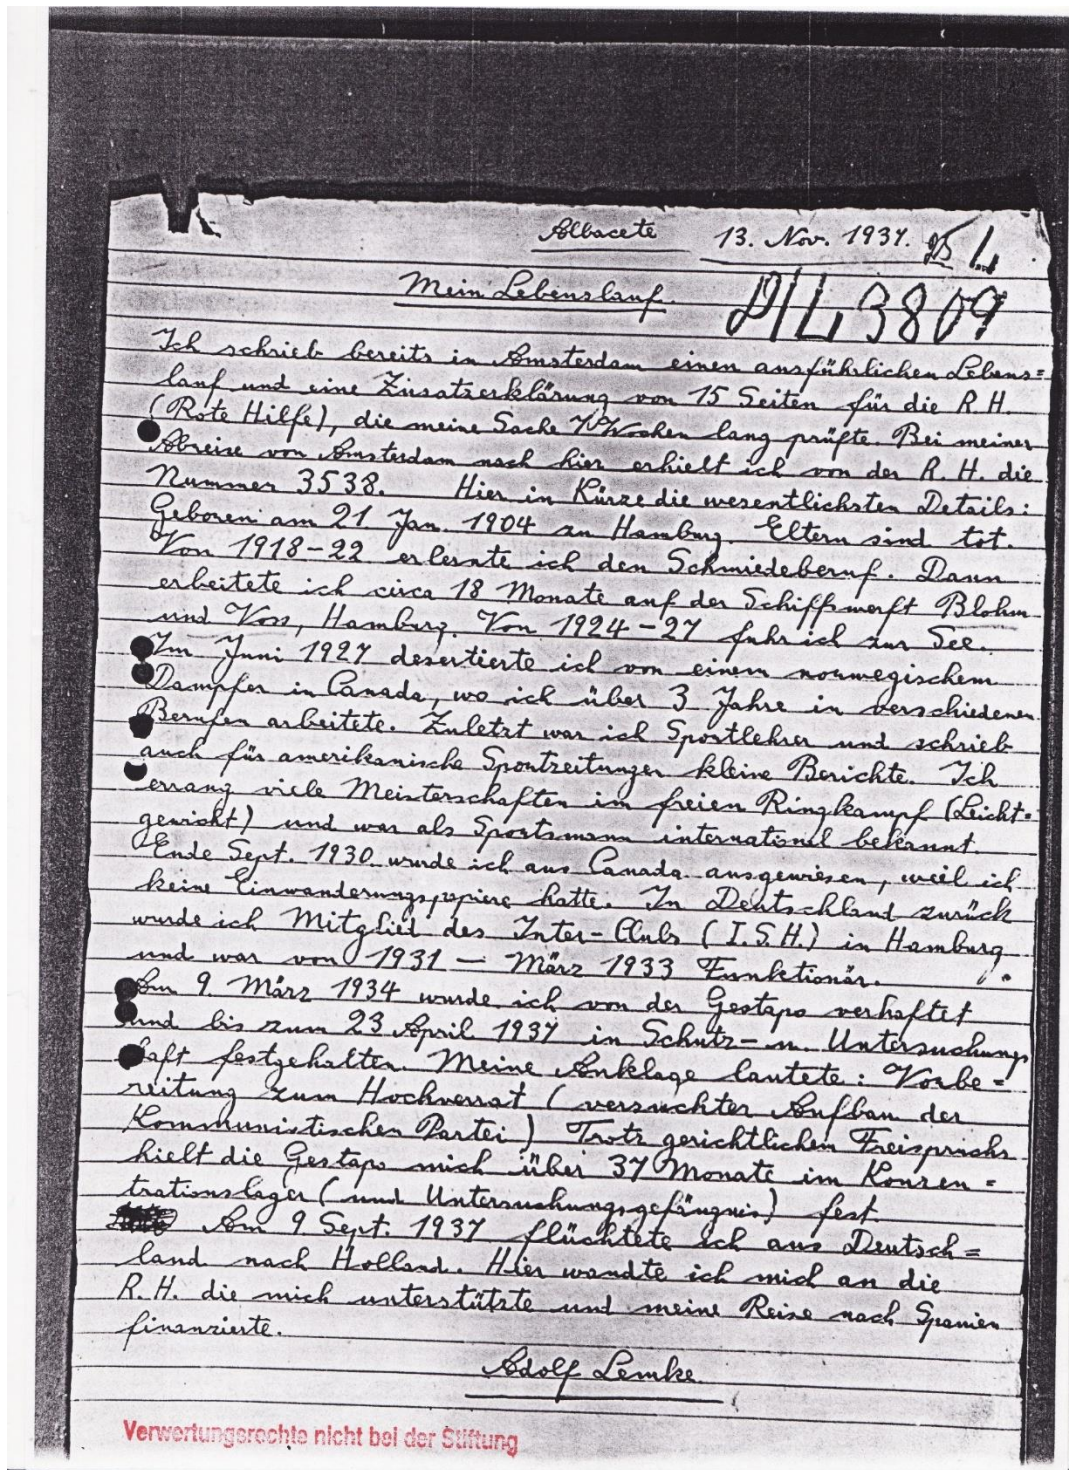 Albacete 13. Nov. 1937. L
Mein Lebenslauf. 3809
Ich schrieb bereits in Amsterdam einen ausführlichen Lebens=
lauf und eine Zusatzerklärung von 15 Seiten für die R.H.
(Rote Hilfe), die meine Sache Wochen lang prüfte. Bei meiner
Abreise von Amsterdam nach hier erhielt ich von der R.H. die
Nummer 3538. Hier in Kürze die wesentlichsten Details:
Geboren am 21 Jan. 1904 zu Hamburg. Eltern sind tot.
Von 1918-22 erlernte ich den Schmiedeberuf. Dann
arbeitete ich circa 18 Monate auf der Schiffswerft Blohm
und Voss, Hamburg. Von 1924-27 fuhr ich zur See.
Im Juni 1927 desertierte ich von einem norwegischem
Dampfer in Canada, wo ich über 3 Jahre in verschiedenen
Berufen arbeitete. Zuletzt war ich Sportlehrer und schrieb
auch für amerikanische Sportzeitungen kleine Berichte. Ich
errang viele Meisterschaften im freien Ringkampf (Leicht=
gewicht) und war als Sportsmann international bekannt.
Ende Sept. 1930 wurde ich aus Canada ausgewiesen, weil ich
keine Einwanderungspapiere hatte. In Deutschland zurück
wurde ich Mitglied des Inter-Clubs (I.S.H.) in Hamburg
und war von 1931 - März 1933 Funktionär.
Am 9. März 1934 wurde ich von der Gestapo verhaftet
und bis zum 23 April 1937 in Schutz- u. Untersuchungs
haft festgehalten. Meine Anklage lautete: Vorbe=
reitung zum Hochverrat (versuchter Aufbau der
Kommunistischen Partei) Trotz gerichtlichen Freispruchs
hielt die Gestapo mich über 37 Monate im Konzen=
trationslager (und Untersuchungsgefängnis) fest.
Am 9 Sept. 1937 flüchtete ich aus Deutsch=
land nach Holland. Hier wandte ich mich an die
R.H. die mich unterstützte und meine Reise nach Spanien
finanzierte.
Adolf Lemke.
Verwertungsrechte nicht bei der Stiftung